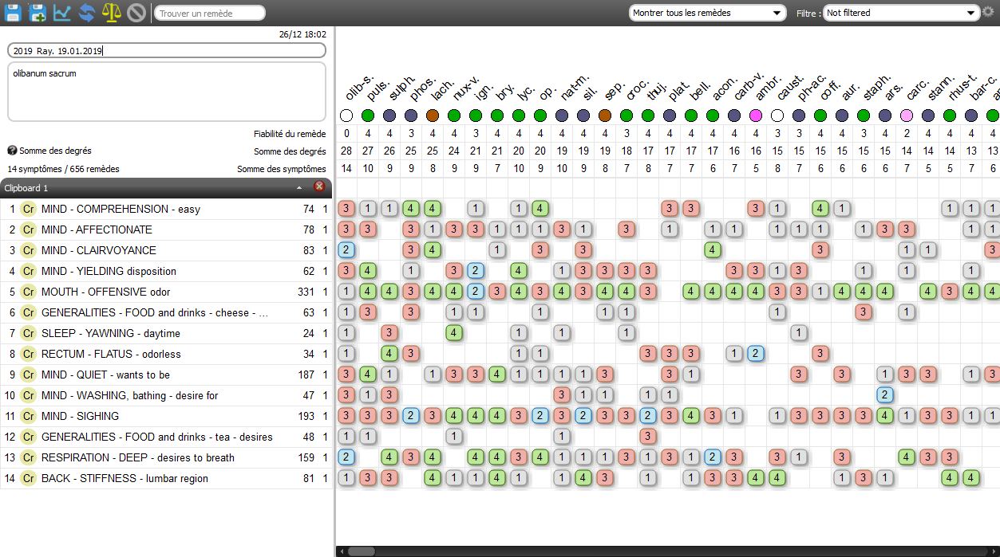 Trouver un remède
Montrer tous les remèdes
Filtre :
Not filtered
26/12 18:02
2019 Ray. 19.01.2019
olibanum sacrum
olib-s. puls. sulph. phos. lach. nux-v. ign. bry. lyc. op. nat-m. sil. sep. croc. thuj. plat. bell. acon. carb-v. ambr. caust. ph-ac. coff. aur. staph. ars. carc. stann. rhus-t. bar-c.
Fiabilité du remède 0 4 4 3 4 4 3 4 4 4 4 4 4 3 4 4 4 4 4 4 3 3 4 4 3 4 2 4 4 4 4
Somme des degrés Somme des degrés 28 27 26 25 25 24 21 21 20 20 19 19 19 18 17 17 17 17 16 16 15 15 15 15 15 15 14 14 14 13 13
14 symptômes / 656 remèdes Somme des symptômes 14 10 9 9 8 9 9 7 10 9 10 9 8 7 8 7 7 6 7 5 8 7 6 6 6 6 7 5 5 7 6
Clipboard 1
1 Cr MIND - COMPREHENSION - easy 74 1 3 1 1 4 4 1 1 4 3 3 3 1 4 1 1 1 1
2 Cr MIND - AFFECTIONATE 78 1 3 3 3 1 3 3 1 1 1 3 1 3 1 1 1 1 1 1 1 3 3 1 1
3 Cr MIND - CLAIRVOYANCE 83 1 2 3 4 1 3 3 4 3 1 1 3
4 Cr MIND - YIELDING disposition 62 1 3 4 1 3 2 4 1 3 3 3 3 3 3 1 3 1 1 1
5 Cr MOUTH - OFFENSIVE odor 331 1 1 4 4 3 4 4 2 3 4 3 4 3 4 4 3 4 4 4 4 3 3 1 4 4 4 4 3 4 4
6 Cr GENERALITIES - FOOD and drinks - cheese - ... 63 1 1 3 3 1 1 1 1 1 1 3 1
7 Cr SLEEP - YAWNING - daytime 24 1 1 3 4 1 1 1 1
8 Cr RECTUM - FLATUS - odorless 34 1 1 4 3 1 1 3 3 3 1 2 3
9 Cr MIND - QUIET - wants to be 187 1 3 4 1 1 3 3 4 1 1 1 1 3 3 1 3 3 1 3 3 1 3
10 Cr MIND - WASHING, bathing - desire for 47 1 3 1 3 3 1 1 1 1 2
11 Cr MIND - SIGHING 193 1 3 3 3 2 3 4 4 4 3 2 3 2 3 3 2 3 4 3 1 1 3 3 3 3 4 1 3 3 1 1
12 Cr GENERALITIES - FOOD and drinks - tea - desires 48 1 1 1 1 1 3
13 Cr RESPIRATION - DEEP - desires to breath 159 1 2 4 3 4 4 4 3 4 1 1 1 3 1 3 1 2 3 3 1 3 4 3 3
14 Cr BACK - STIFFNESS - lumbar region 81 1 1 3 3 4 1 1 4 1 1 4 3 1 1 3 3 4 4 1 3 1 4 4